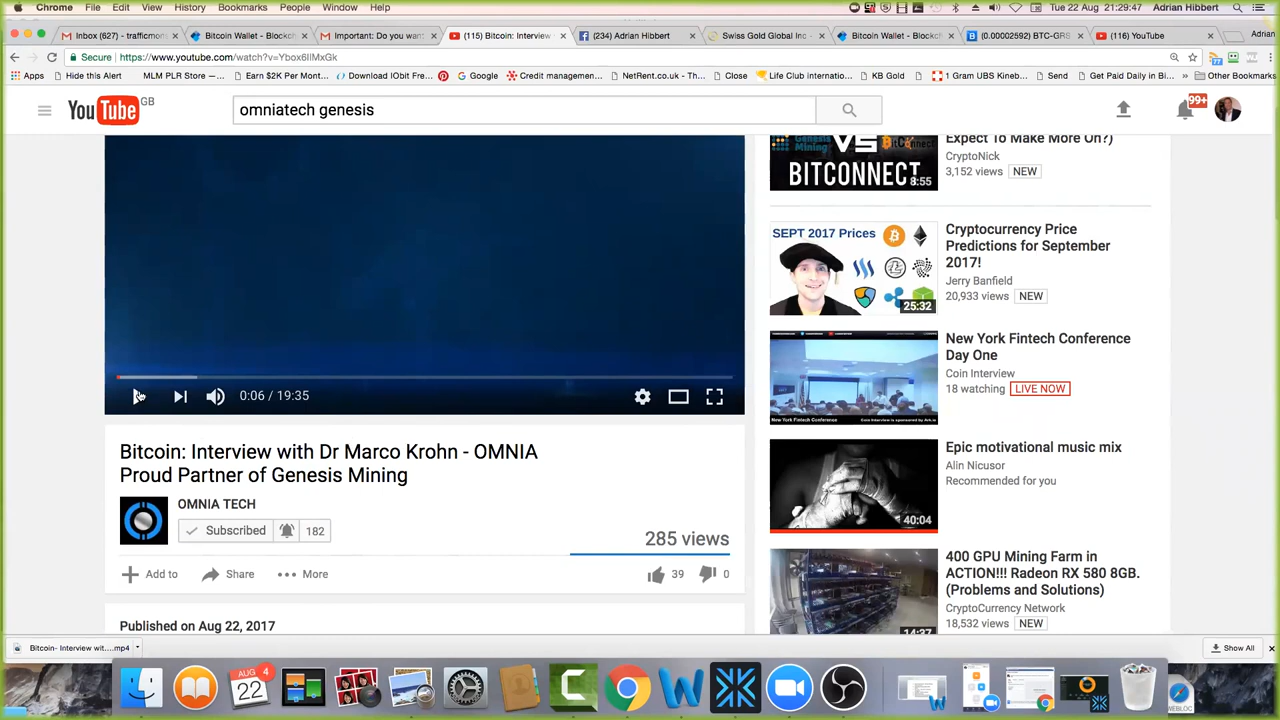 Chrome File Edit View History Bookmarks People Window Help
Tue 22 Aug 21:29:47 Adrian Hibbert
Inbox (627) - trafficmons
Bitcoin Wallet - Blockch
Important: Do you want
(115) Bitcoin: Interview
(234) Adrian Hibbert
Swiss Gold Global Inc -
Bitcoin Wallet - Blockch
(0.00002592) BTC-GRS
(116) YouTube
Adrian
Secure https://www.youtube.com/watch?v=Ybox6IIMxGk
Apps Hide this Alert MLM PLR Store —... Earn $2K Per Mont... Download IObit Fre... Google Credit managemen... NetRent.co.uk - Th... Close Life Club internatio... KB Gold 1 Gram UBS Kineb... Send Get Paid Daily in Bi... Other Bookmarks
YouTube GB
omniatech genesis
99+
0:06 / 19:35
Bitcoin: Interview with Dr Marco Krohn - OMNIA
Proud Partner of Genesis Mining
OMNIA TECH
Subscribed 182
285 views
Add to Share More 39 0
Published on Aug 22, 2017
VS
BITCONNECT
8:55
Expect To Make More On?)
CryptoNick
3,152 views NEW
SEPT 2017 Prices
25:32
Cryptocurrency Price
Predictions for September
2017!
Jerry Banfield
20,933 views NEW
New York Fintech Conference
New York Fintech Conference
Day One
Coin Interview
18 watching LIVE NOW
40:04
Epic motivational music mix
Alin Nicusor
Recommended for you
14:37
400 GPU Mining Farm in
ACTION!!! Radeon RX 580 8GB.
(Problems and Solutions)
CryptoCurrency Network
18,532 views NEW
Bitcoin- Interview wit....mp4
Show All
AUG
22
4
WEBLOC